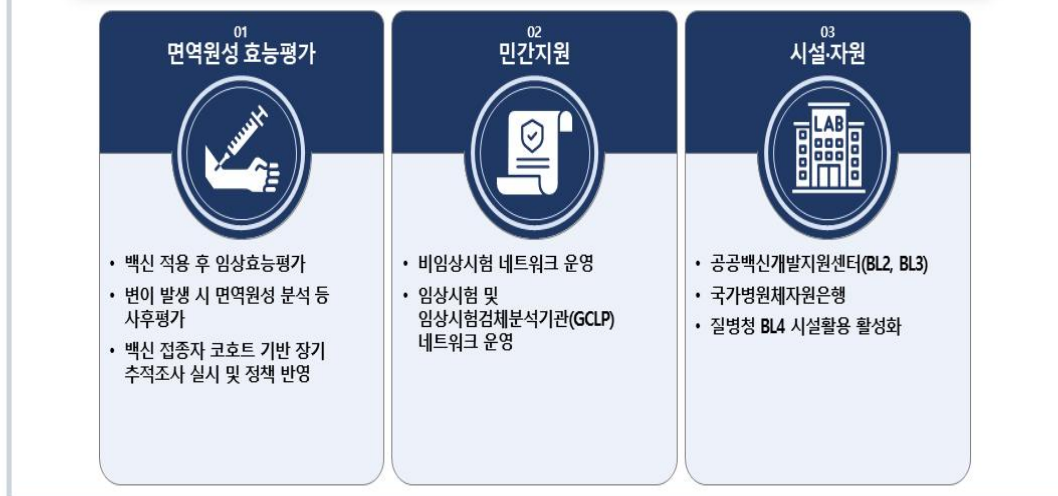 01
면역원성 효능평가
• 백신 적용 후 임상효능평가
• 변이 발생 시 면역원성 분석 등
사후평가
• 백신 접종자 코호트 기반 장기
추적조사 실시 및 정책 반영
02
민간지원
• 비임상시험 네트워크 운영
• 임상시험 및
임상시험검체분석기관(GCLP)
네트워크 운영
03
시설·자원
LAB
• 공공백신개발지원센터(BL2, BL3)
• 국가병원체자원은행
• 질병청 BL4 시설활용 활성화